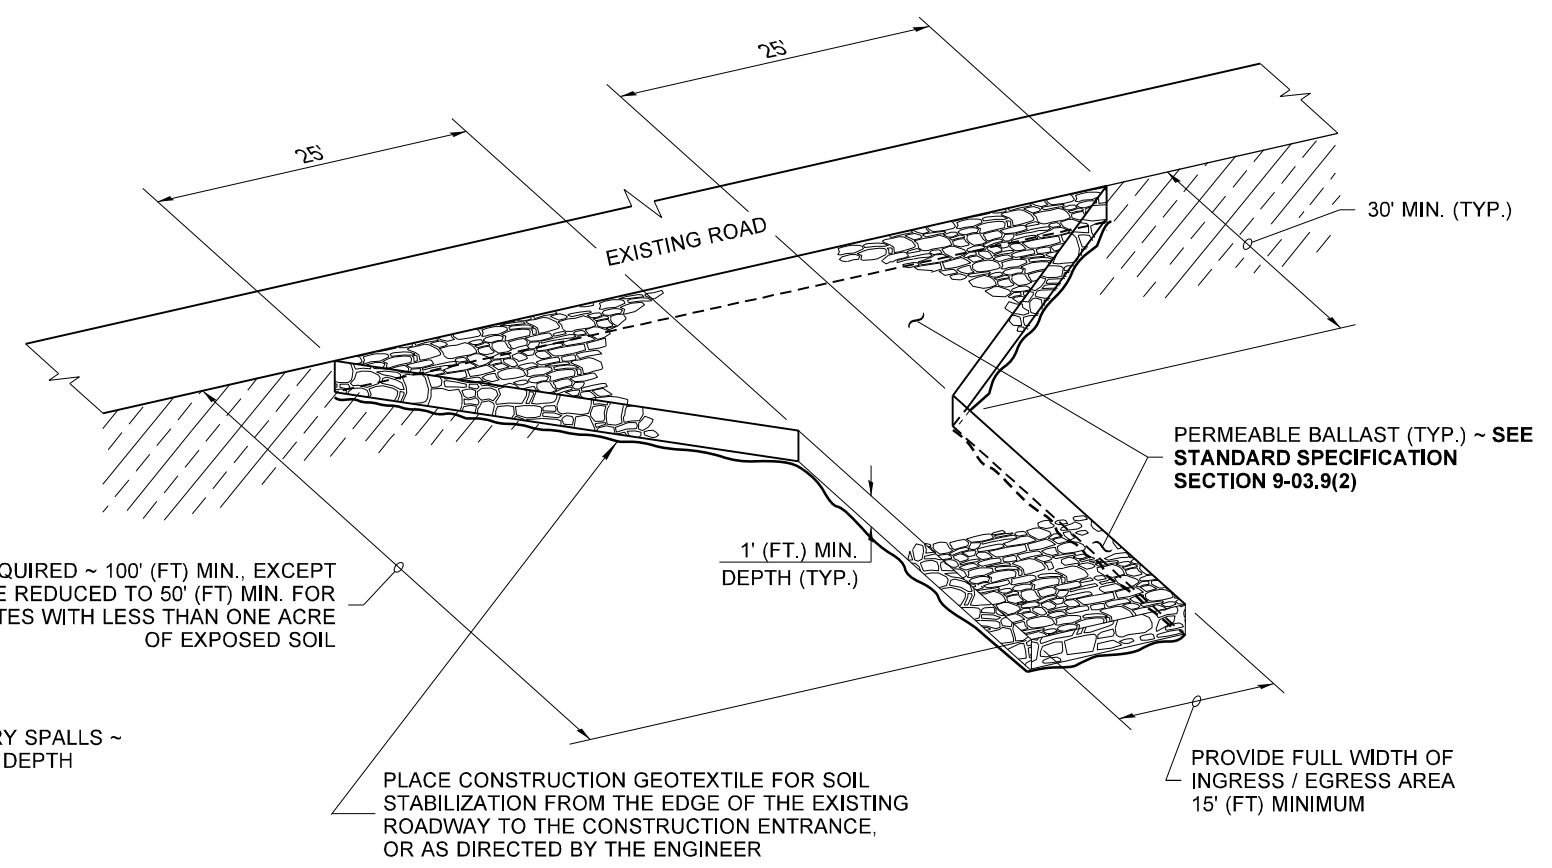 25'
25'
EXISTING ROAD
30' MIN. (TYP.)
PERMEABLE BALLAST (TYP.) ~ SEE
STANDARD SPECIFICATION
SECTION 9-03.9(2)
1' (FT.) MIN.
DEPTH (TYP.)
QUIRED ~ 100' (FT) MIN., EXCEPT
E REDUCED TO 50' (FT) MIN. FOR
TES WITH LESS THAN ONE ACRE
OF EXPOSED SOIL
RY SPALLS ~
DEPTH
PLACE CONSTRUCTION GEOTEXTILE FOR SOIL
STABILIZATION FROM THE EDGE OF THE EXISTING
ROADWAY TO THE CONSTRUCTION ENTRANCE,
OR AS DIRECTED BY THE ENGINEER
PROVIDE FULL WIDTH OF
INGRESS / EGRESS AREA
15' (FT) MINIMUM